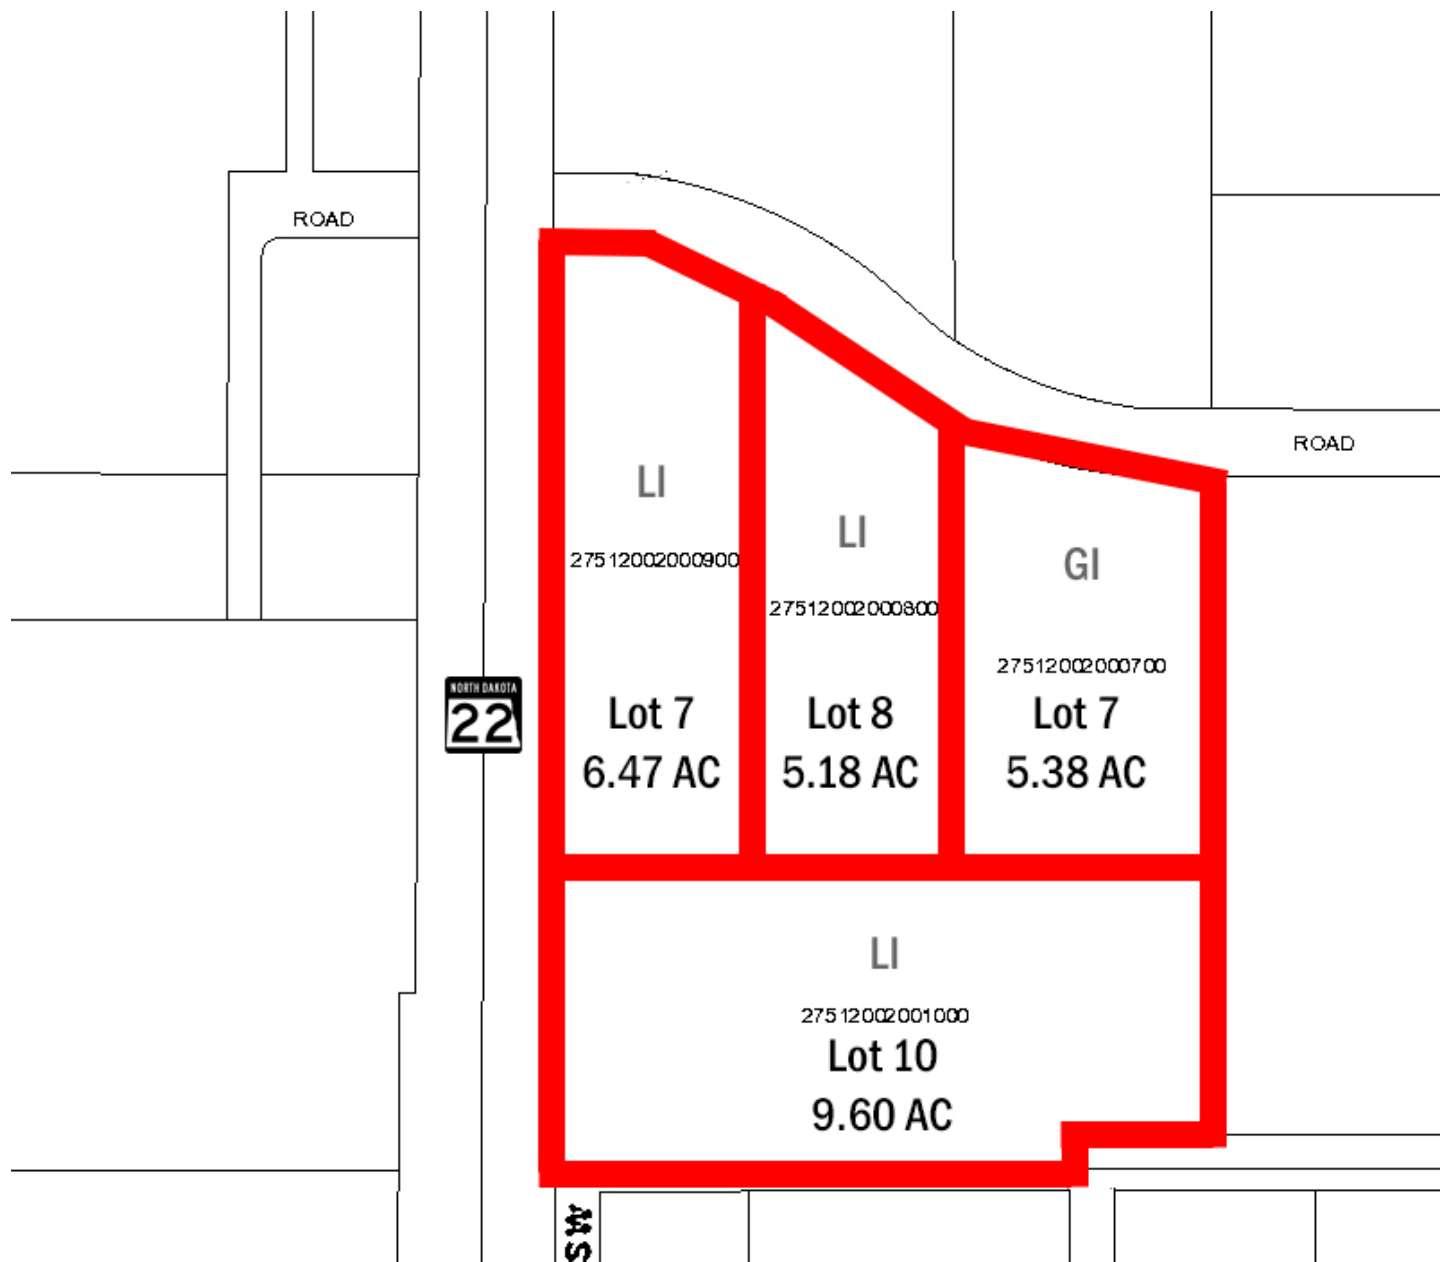 ROAD
ROAD
LI
27512002000900
Lot 7
6.47 AC
LI
27512002000800
Lot 8
5.18 AC
GI
27512002000700
Lot 7
5.38 AC
NORTH DAKOTA
22
LI
27512002001000
Lot 10
9.60 AC
SW